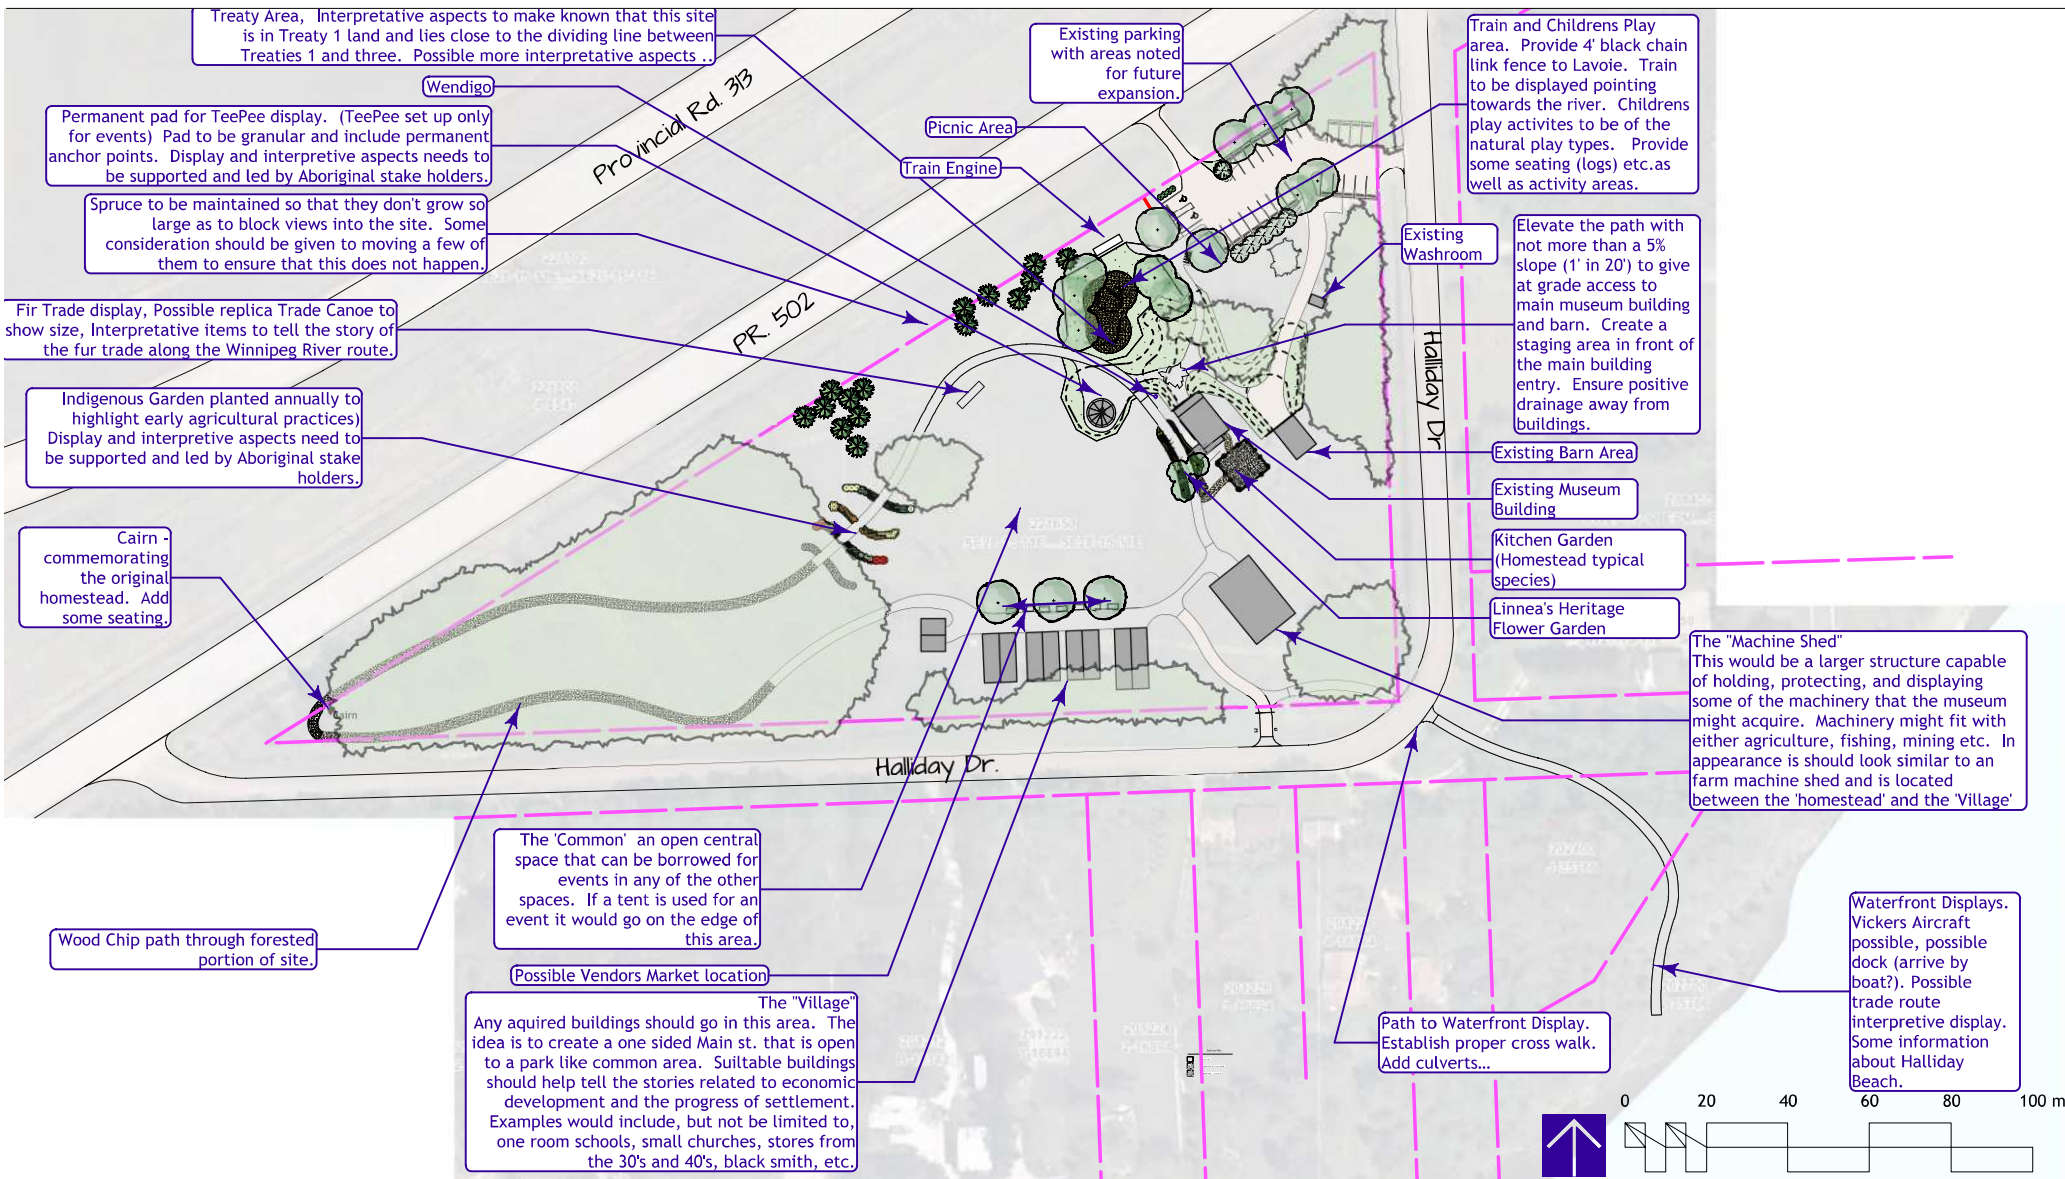 Treaty Area, Interpretative aspects to make known that this site
is in Treaty 1 land and lies close to the dividing line between
Treaties 1 and three. Possible more interpretative aspects ..
Wendigo
Permanent pad for TeePee display. (TeePee set up only
for events) Pad to be granular and include permanent
anchor points. Display and interpretive aspects needs to
be supported and led by Aboriginal stake holders.
Spruce to be maintained so that they don't grow so
large as to block views into the site. Some
consideration should be given to moving a few of
them to ensure that this does not happen.
Fir Trade display, Possible replica Trade Canoe to
show size, Interpretative items to tell the story of
the fur trade along the Winnipeg River route.
Indigenous Garden planted annually to
highlight early agricultural practices)
Display and interpretive aspects need to
be supported and led by Aboriginal stake
holders.
Cairn -
commemorating
the original
homestead. Add
some seating.
Wood Chip path through forested
portion of site.
Provincial Rd. 313
PR. 502
Existing parking
with areas noted
for future
expansion.
Picnic Area
Train Engine
Train and Childrens Play
area. Provide 4' black chain
link fence to Lavoie. Train
to be displayed pointing
towards the river. Childrens
play activites to be of the
natural play types. Provide
some seating (logs) etc.as
well as activity areas.
Existing
Washroom
Elevate the path with
not more than a 5%
slope (1' in 20') to give
at grade access to
main museum building
and barn. Create a
staging area in front of
the main building
entry. Ensure positive
drainage away from
buildings.
Halliday Dr.
Existing Barn Area
Existing Museum
Building
Kitchen Garden
(Homestead typical
species)
Linnea's Heritage
Flower Garden
The "Machine Shed"
This would be a larger structure capable
of holding, protecting, and displaying
some of the machinery that the museum
might acquire. Machinery might fit with
either agriculture, fishing, mining etc. In
appearance is should look similar to an
farm machine shed and is located
between the 'homestead' and the 'Village'
Cairn
Halliday Dr.
The 'Common' an open central
space that can be borrowed for
events in any of the other
spaces. If a tent is used for an
event it would go on the edge of
this area.
Possible Vendors Market location
The "Village"
Any aquired buildings should go in this area. The
idea is to create a one sided Main st. that is open
to a park like common area. Suiltable buildings
should help tell the stories related to economic
development and the progress of settlement.
Examples would include, but not be limited to,
one room schools, small churches, stores from
the 30's and 40's, black smith, etc.
Path to Waterfront Display.
Establish proper cross walk.
Add culverts...
Waterfront Displays.
Vickers Aircraft
possible, possible
dock (arrive by
boat?). Possible
trade route
interpretive display.
Some information
about Halliday
Beach.
0 20 40 60 80 100 m